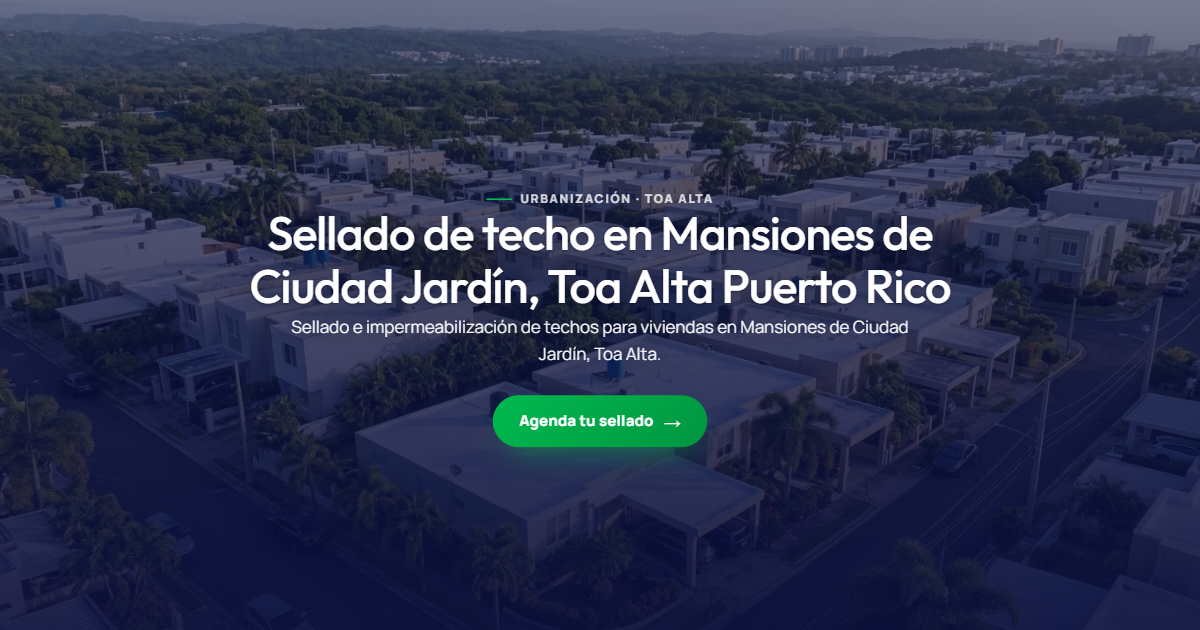 URBANIZACIÓN · TOA ALTA
Sellado de techo en Mansiones de
Ciudad Jardín, Toa Alta Puerto Rico
Sellado e impermeabilización de techos para viviendas en Mansiones de Ciudad
Jardín, Toa Alta.
Agenda tu sellado →